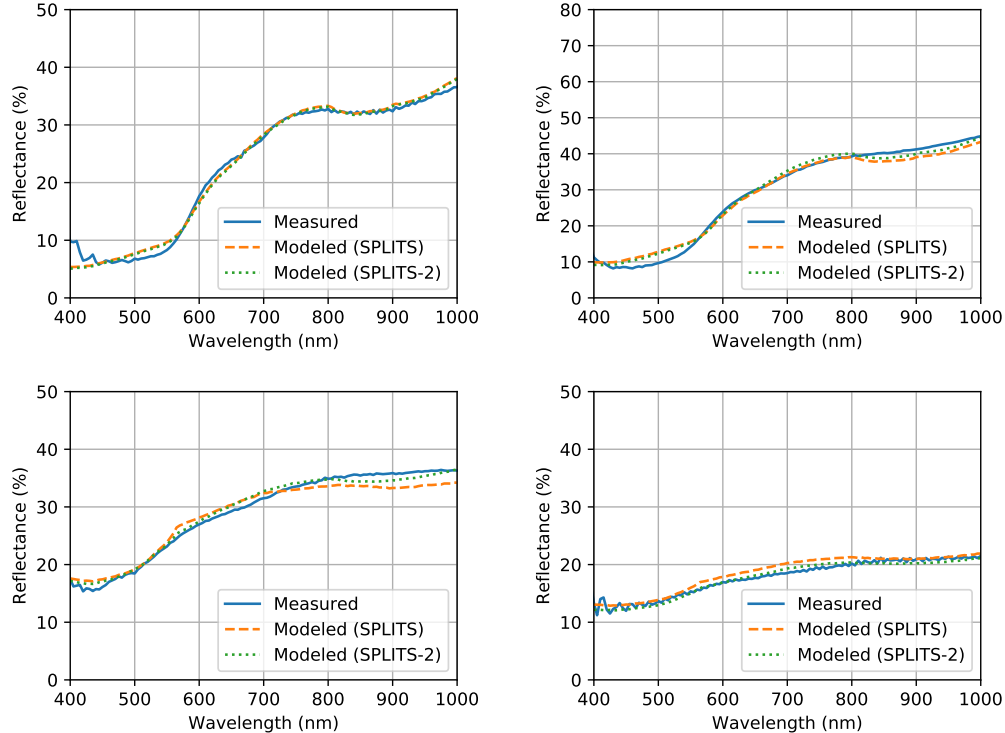 50
40
30
20
10
0
Reflectance (%)
400 500 600 700 800 900 1000
Wavelength (nm)
Measured
Modeled (SPLITS)
Modeled (SPLITS-2)
80
70
60
50
40
30
20
10
0
Reflectance (%)
400 500 600 700 800 900 1000
Wavelength (nm)
Measured
Modeled (SPLITS)
Modeled (SPLITS-2)
50
40
30
20
10
0
Reflectance (%)
400 500 600 700 800 900 1000
Wavelength (nm)
Measured
Modeled (SPLITS)
Modeled (SPLITS-2)
50
40
30
20
10
0
Reflectance (%)
400 500 600 700 800 900 1000
Wavelength (nm)
Measured
Modeled (SPLITS)
Modeled (SPLITS-2)